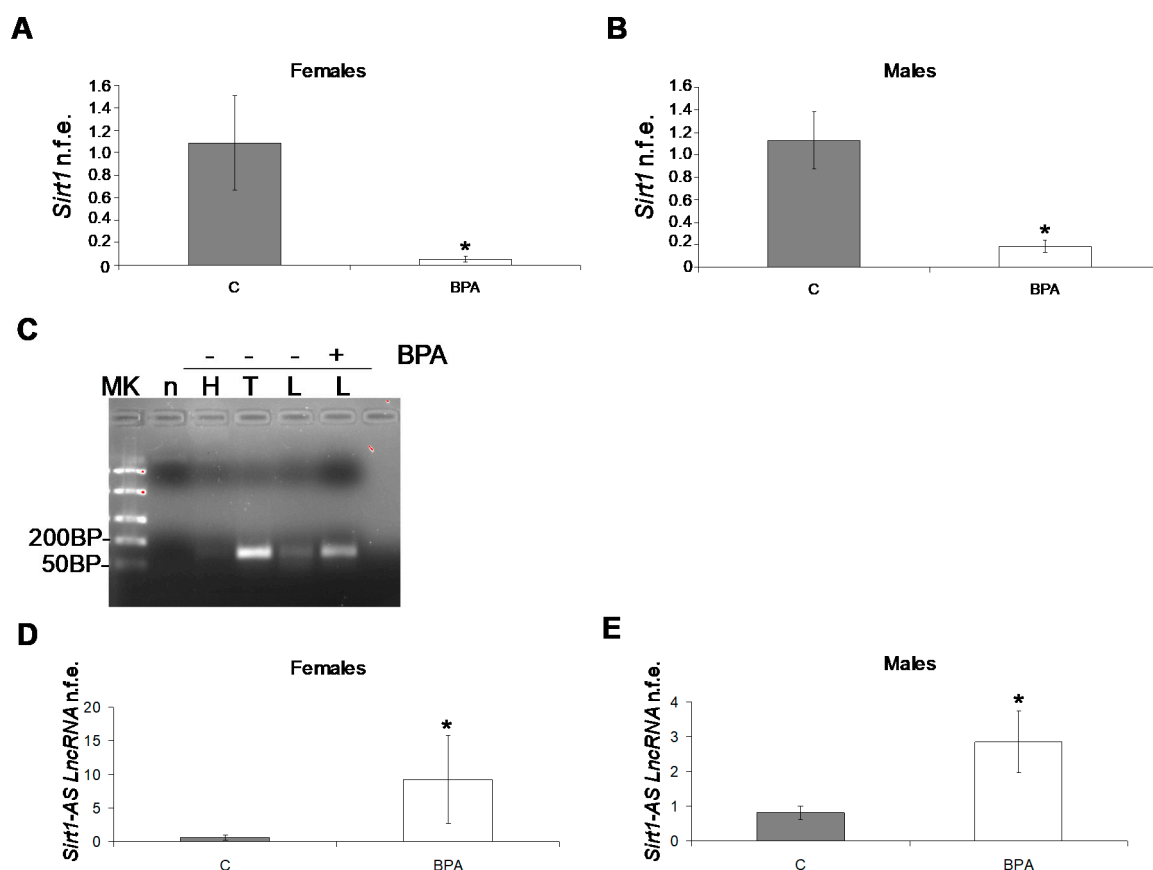 A
Females
Sirt1 n.f.e.
1.6
1.4
1.2
1.0
0.8
0.6
0.4
0.2
0
*
C
BPA
B
Males
Sirt1 n.f.e.
1.6
1.4
1.2
1.0
0.8
0.6
0.4
0.2
0
*
C
BPA
C
- - - + BPA
MK n H T L L
200BP-
50BP-
D
Females
Sirt1-AS LncRNA n.f.e.
20
15
10
5
0
*
C
BPA
E
Males
Sirt1-AS LncRNA n.f.e.
4
3
2
1
0
*
C
BPA